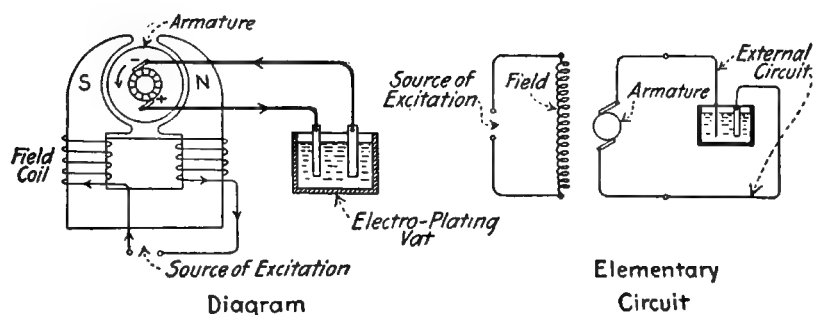 Armature
S
N
-
+
Field
Coil
Electro-Plating
Vat
Source of Excitation
Diagram
Source of
Excitation
Field
Armature
External
Circuit
Elementary
Circuit